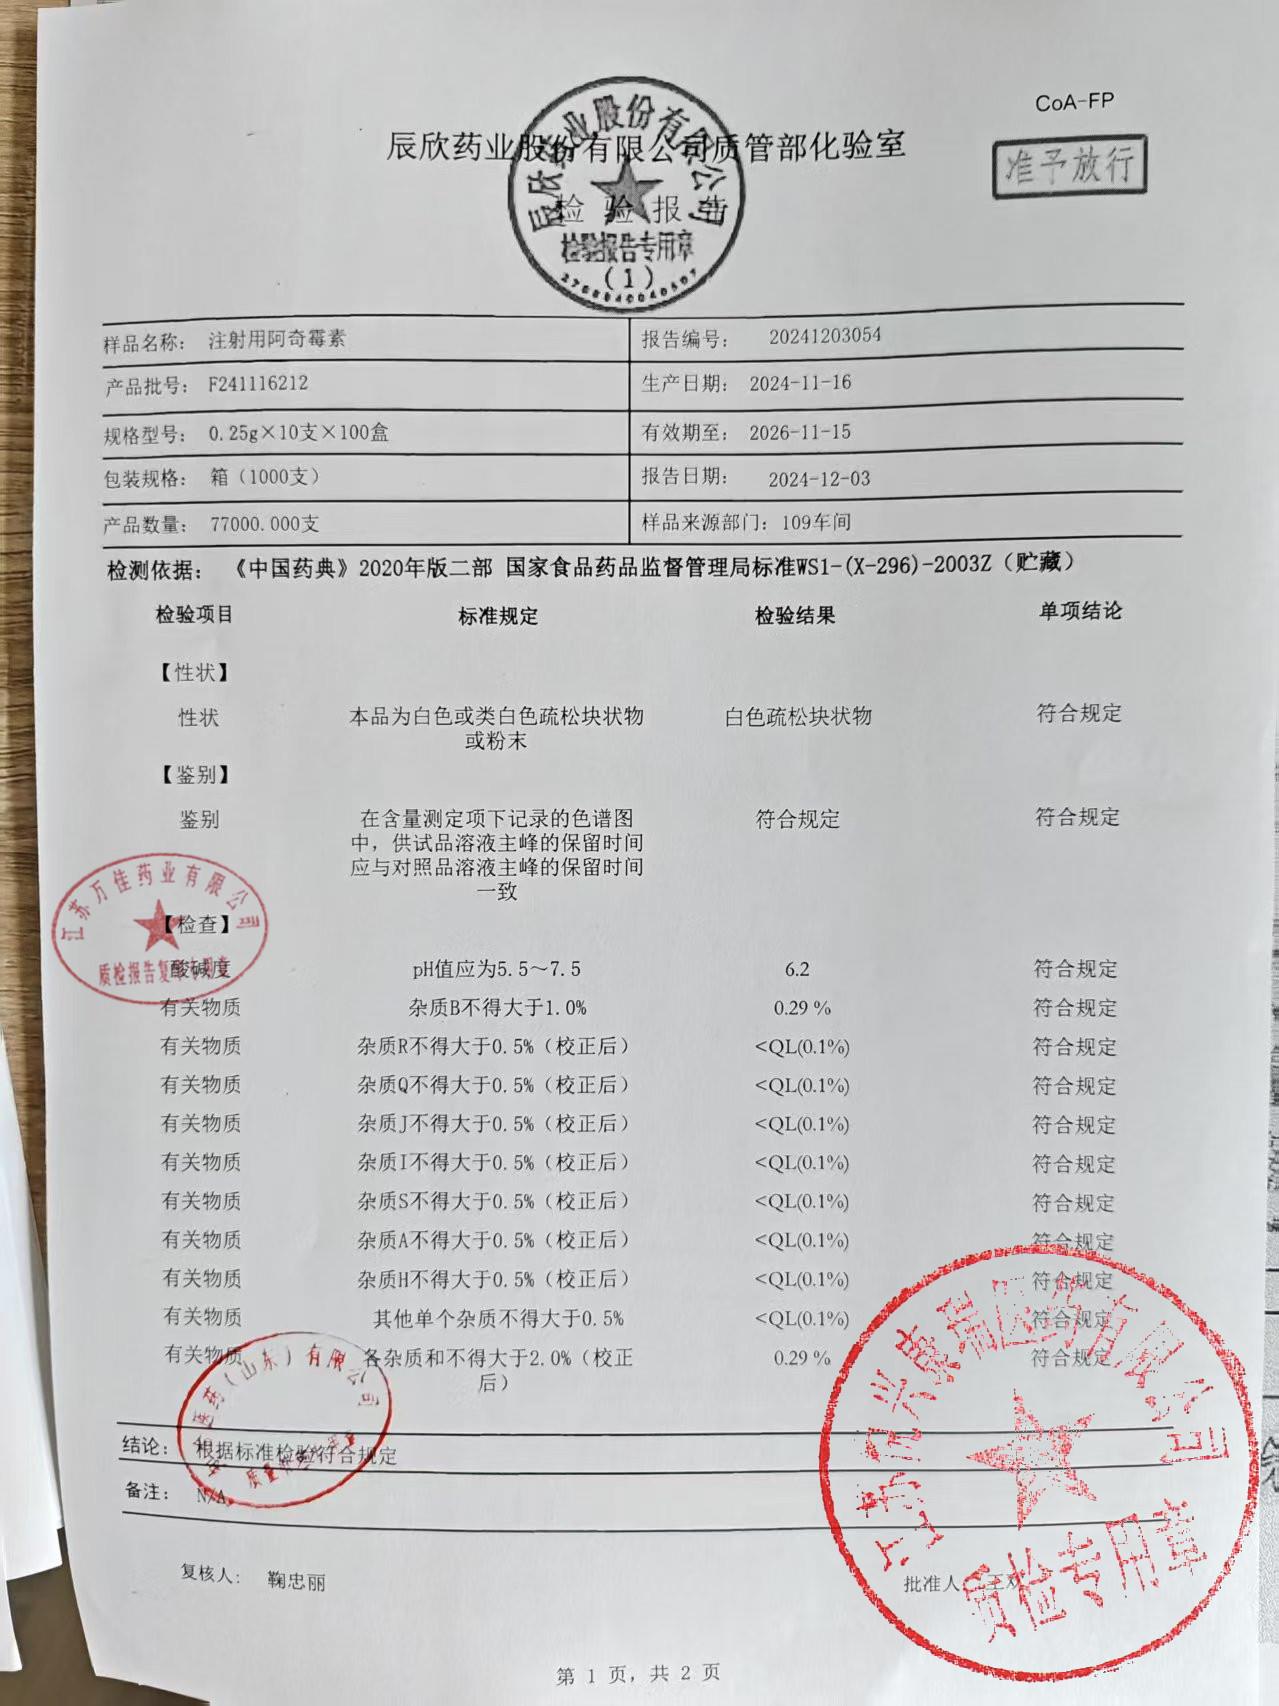 CoA-FP
辰欣药业股份有限公司质管部化验室
准予放行
检验报告
辰欣药业股份有限公司
检验报告专用章
(1)
样品名称： 注射用阿奇霉素 报告编号： 20241203054
产品批号： F241116212 生产日期： 2024-11-16
规格型号： 0.25g×10支×100盒 有效期至： 2026-11-15
包装规格： 箱（1000支） 报告日期： 2024-12-03
产品数量： 77000.000支 样品来源部门： 109车间
检测依据： 《中国药典》2020年版二部 国家食品药品监督管理局标准WS1-(X-296)-2003Z（贮藏）
检验项目 标准规定 检验结果 单项结论
【性状】
性状 本品为白色或类白色疏松块状物 白色疏松块状物 符合规定
或粉末
【鉴别】
鉴别 在含量测定项下记录的色谱图 符合规定 符合规定
中，供试品溶液主峰的保留时间
应与对照品溶液主峰的保留时间
一致
江苏万佳药业有限公司
【检查】
质检报告复印专用章
酸碱度 pH值应为5.5～7.5 6.2 符合规定
有关物质 杂质B不得大于1.0% 0.29 % 符合规定
有关物质 杂质R不得大于0.5%（校正后） <QL(0.1%) 符合规定
有关物质 杂质Q不得大于0.5%（校正后） <QL(0.1%) 符合规定
有关物质 杂质J不得大于0.5%（校正后） <QL(0.1%) 符合规定
有关物质 杂质I不得大于0.5%（校正后） <QL(0.1%) 符合规定
有关物质 杂质S不得大于0.5%（校正后） <QL(0.1%) 符合规定
有关物质 杂质A不得大于0.5%（校正后） <QL(0.1%) 符合规定
有关物质 杂质H不得大于0.5%（校正后） <QL(0.1%) 符合规定
有关物质 其他单个杂质不得大于0.5% <QL(0.1%) 符合规定
有关物质 各杂质和不得大于2.0%（校正 0.29 % 符合规定
后）
医药（山东）有限公司
江苏 瑞医药有限公司
质检专用章
结论： 根据标准检验符合规定
备注： N/A
复核人： 鞠忠丽 批准人： 王
第 1 页，共 2 页